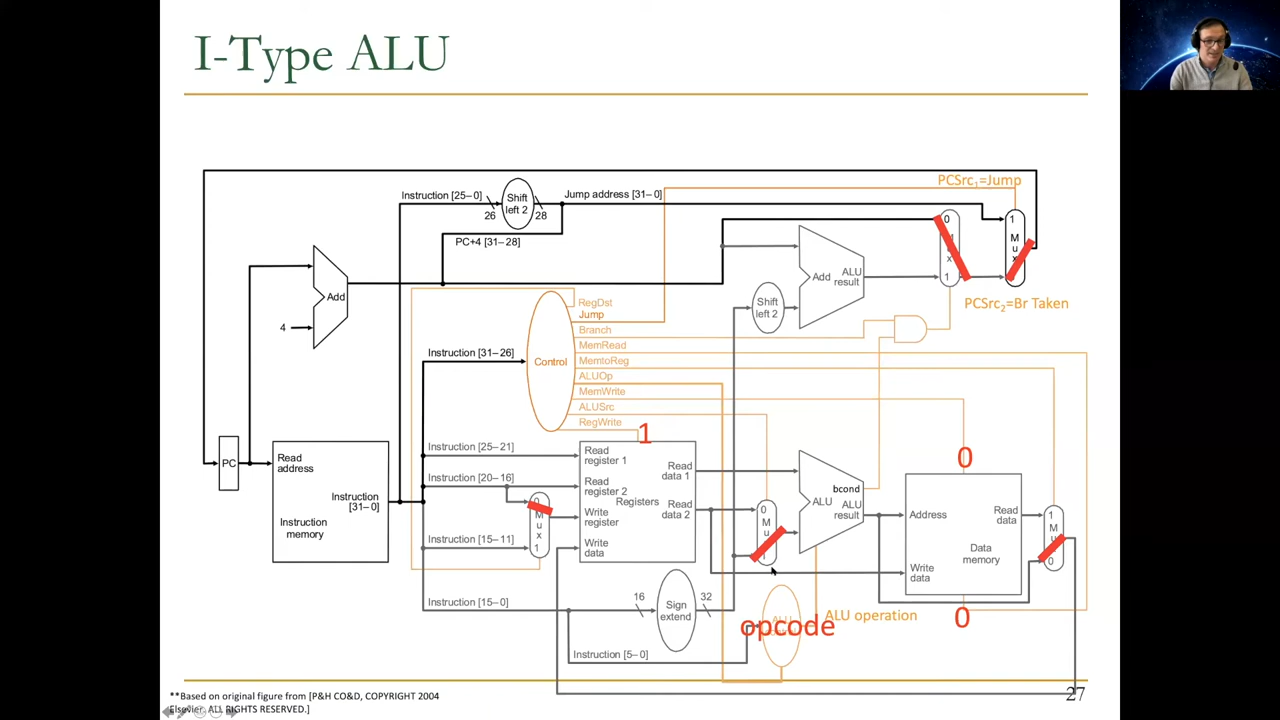 I-Type ALU
PCSrc1=Jump
Instruction [25–0]
Shift
left 2
Jump address [31–0]
26
28
PC+4 [31–28]
0
M
u
x
1
1
M
u
x
0
Add
ALU
result
Add
4
Shift
left 2
PCSrc2=Br Taken
RegDst
Jump
Branch
MemRead
MemtoReg
ALUOp
MemWrite
ALUSrc
RegWrite
Instruction [31–26]
Control
1
0
PC
Read
address
Instruction
[31–0]
Instruction
memory
Instruction [25–21]
Instruction [20–16]
Instruction [15–11]
0
M
u
x
1
Read
register 1
Read
register 2
Write
register
Write
data
Registers
Read
data 1
Read
data 2
0
M
u
x
1
bcond
ALU
ALU
result
Address
Read
data
Data
memory
Write
data
1
M
u
x
0
Instruction [15–0]
16
Sign
extend
32
opcode
ALU operation
0
Instruction [5–0]
**Based on original figure from [P&H CO&D, COPYRIGHT 2004
Elsevier. ALL RIGHTS RESERVED.]
27